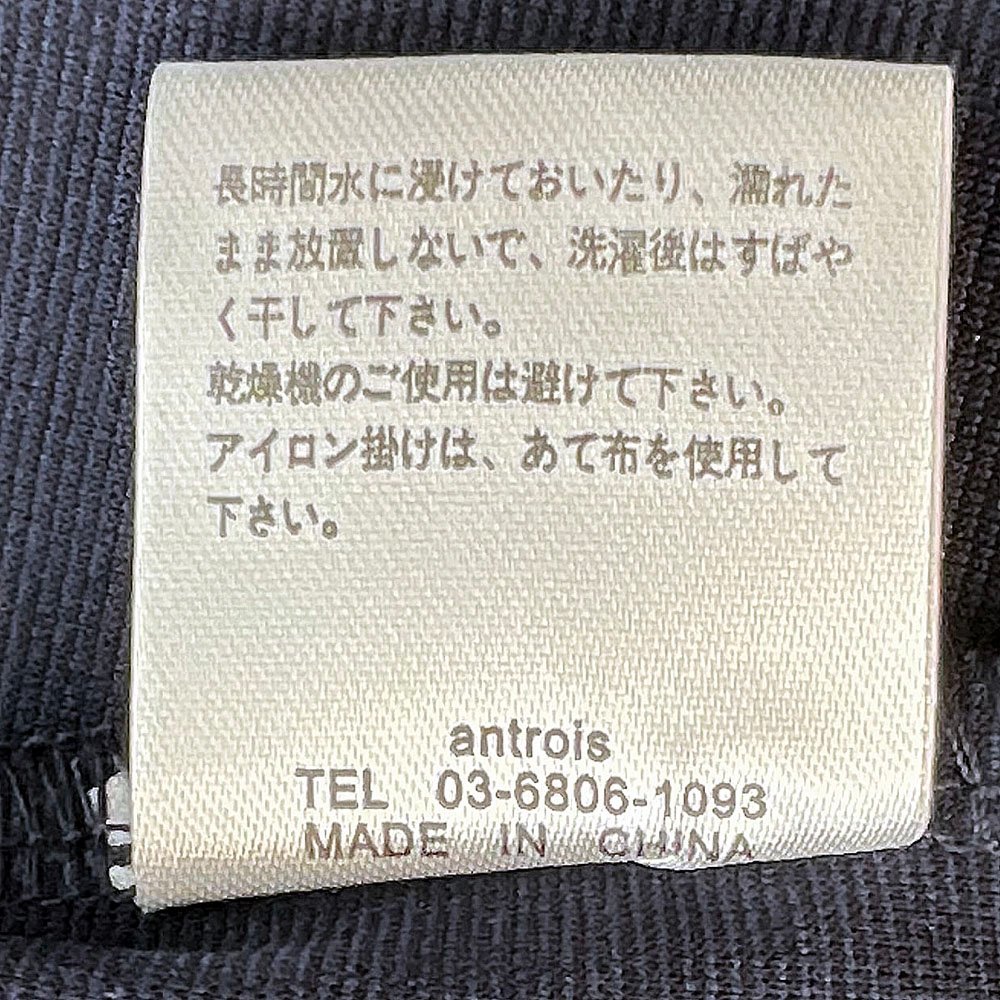 長時間水に浸けておいたり、濡れた
まま放置しないで、洗濯後はすばや
く干して下さい。
乾燥機のご使用は避けて下さい。
アイロン掛けは、あて布を使用して
下さい。
antrois
TEL 03-6806-1093
MADE IN CHINA